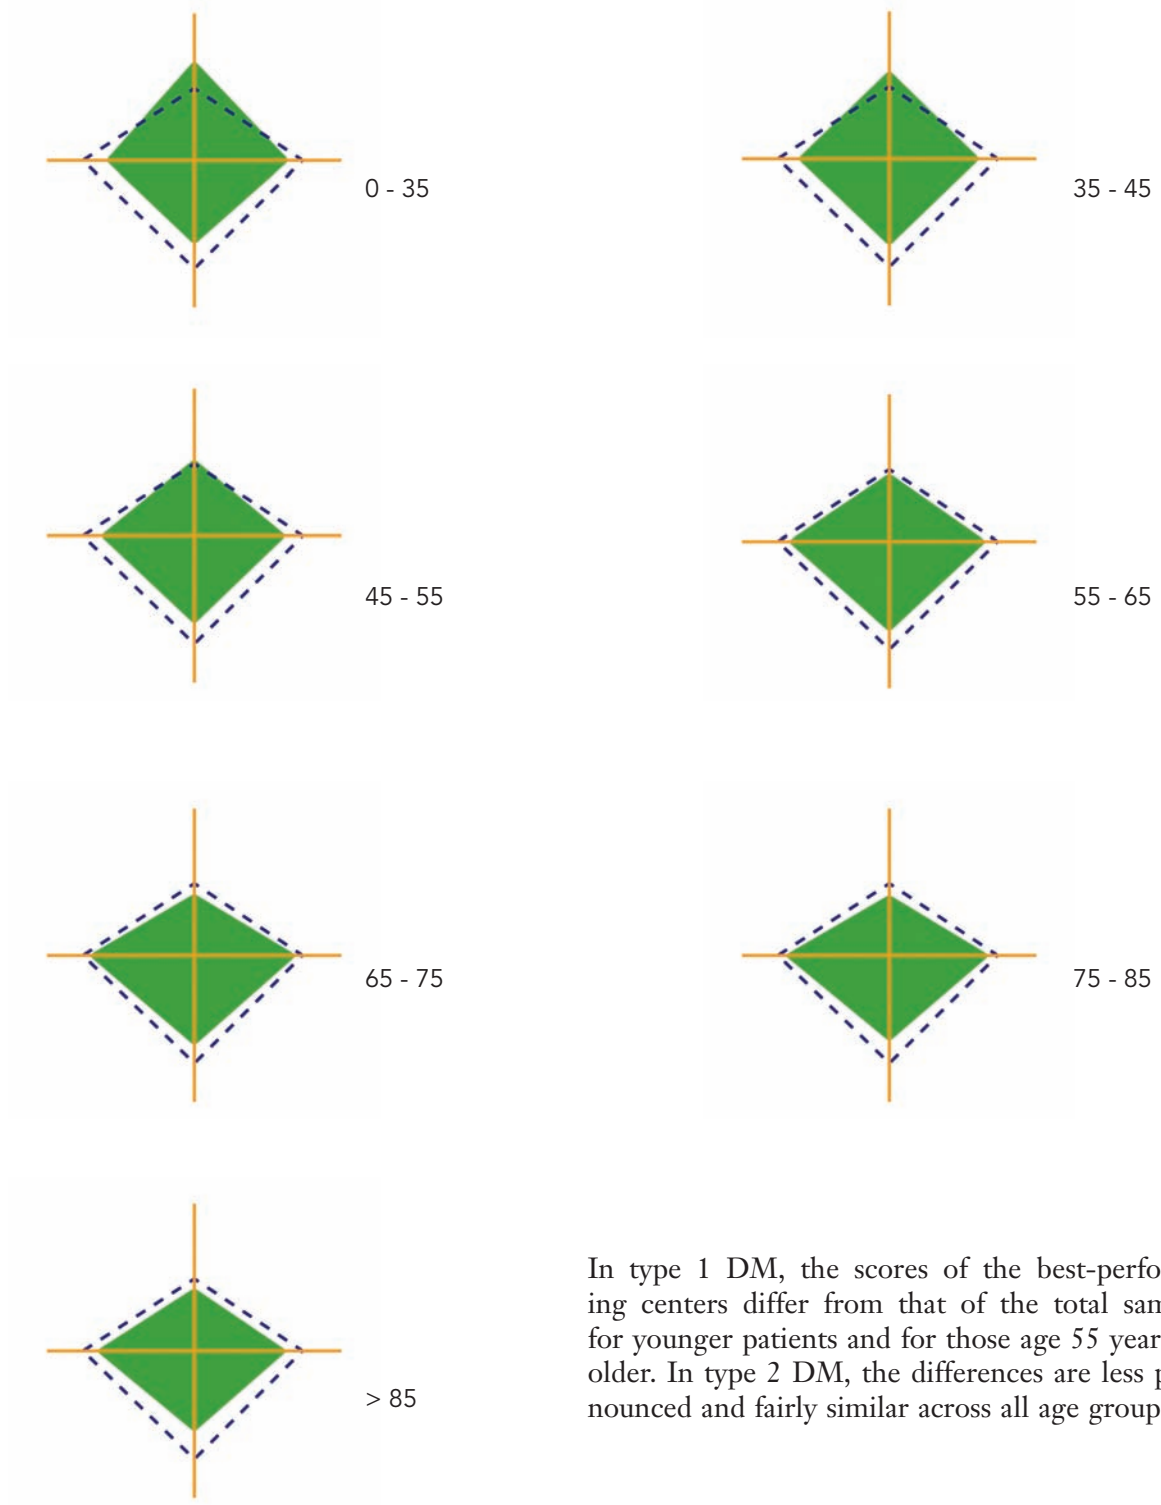 0 - 35
35 - 45
45 - 55
55 - 65
65 - 75
75 - 85
> 85
In type 1 DM, the scores of the best-perfo
ing centers differ from that of the total sam
for younger patients and for those age 55 year
older. In type 2 DM, the differences are less p
nounced and fairly similar across all age group